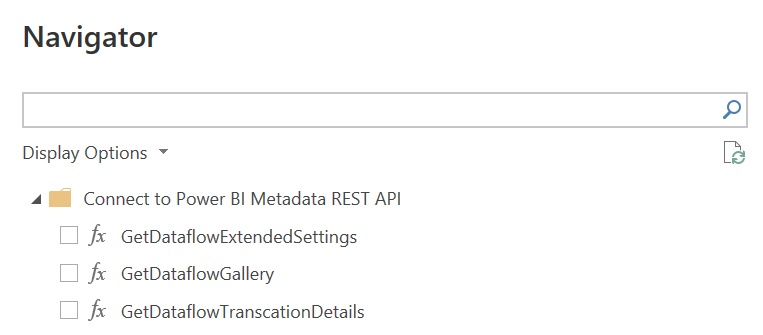 Navigator
Display Options
Connect to Power BI Metadata REST API
fx GetDataflowExtendedSettings
fx GetDataflowGallery
fx GetDataflowTranscationDetails